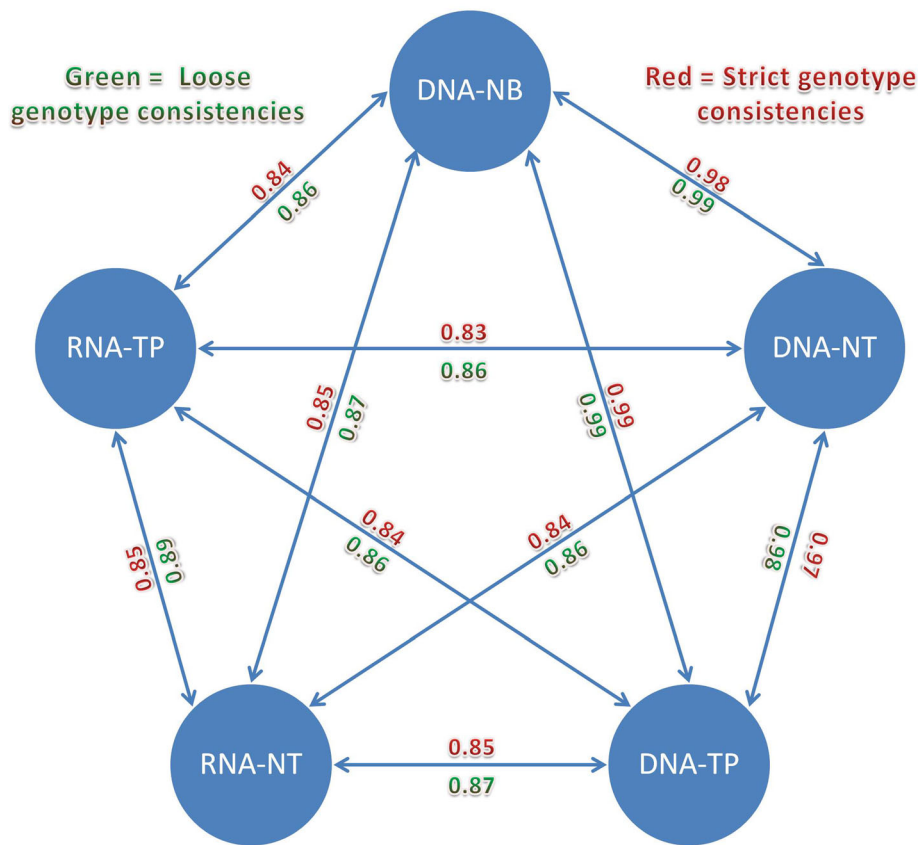 Green = Loose
genotype consistencies
DNA-NB
Red = Strict genotype
consistencies
0.84
0.86
0.98
0.99
RNA-TP
0.83
0.86
DNA-NT
0.85
0.87
0.99
0.99
0.85
0.89
0.84
0.86
0.84
0.86
0.98
0.97
RNA-NT
0.85
0.87
DNA-TP